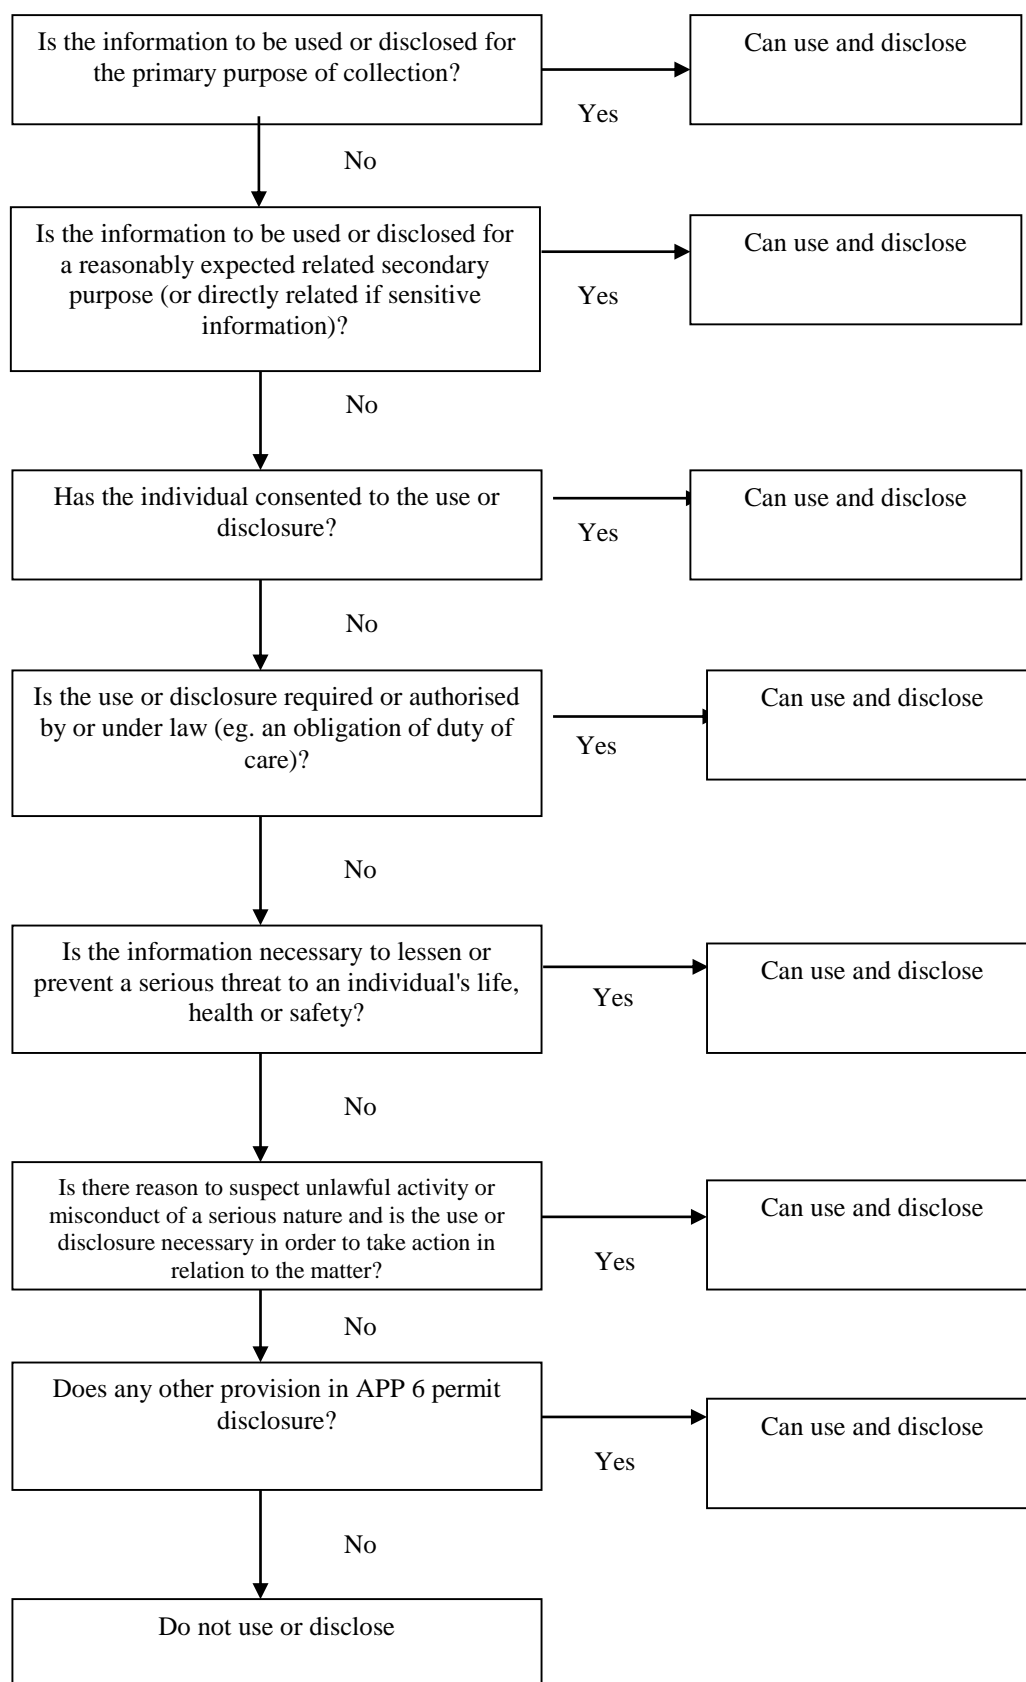 Is the information to be used or disclosed for
the primary purpose of collection?
Can use and disclose
Yes
No
Is the information to be used or disclosed for
a reasonably expected related secondary
purpose (or directly related if sensitive
information)?
Can use and disclose
Yes
No
Has the individual consented to the use or
disclosure?
Can use and disclose
Yes
No
Is the use or disclosure required or authorised
by or under law (eg. an obligation of duty of
care)?
Can use and disclose
Yes
No
Is the information necessary to lessen or
prevent a serious threat to an individual's life,
health or safety?
Can use and disclose
Yes
No
Is there reason to suspect unlawful activity or
misconduct of a serious nature and is the use or
disclosure necessary in order to take action in
relation to the matter?
Can use and disclose
Yes
No
Does any other provision in APP 6 permit
disclosure?
Can use and disclose
Yes
No
Do not use or disclose